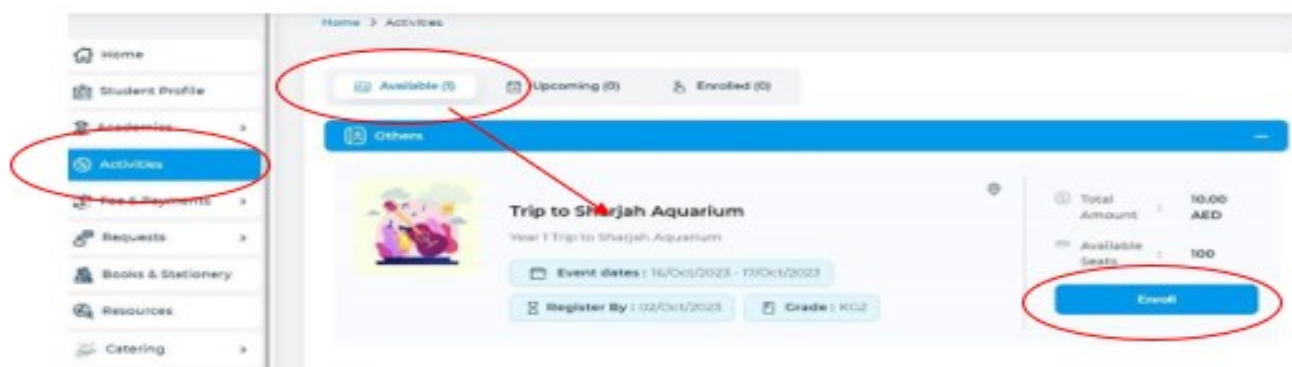 Home > Activities
Home
Student Profile
Academics
Activities
Fee & Payments
Requests
Books & Stationery
Resources
Catering
Available (1)
Upcoming (0)
Enrolled (0)
Others
Trip to Sharjah Aquarium
Year 1 Trip to Sharjah Aquarium
Event dates : 16/Oct/2023 - 17/Oct/2023
Register By : 02/Oct/2023
Grade : KG2
Total Amount : 10.00 AED
Available Seats : 100
Enroll